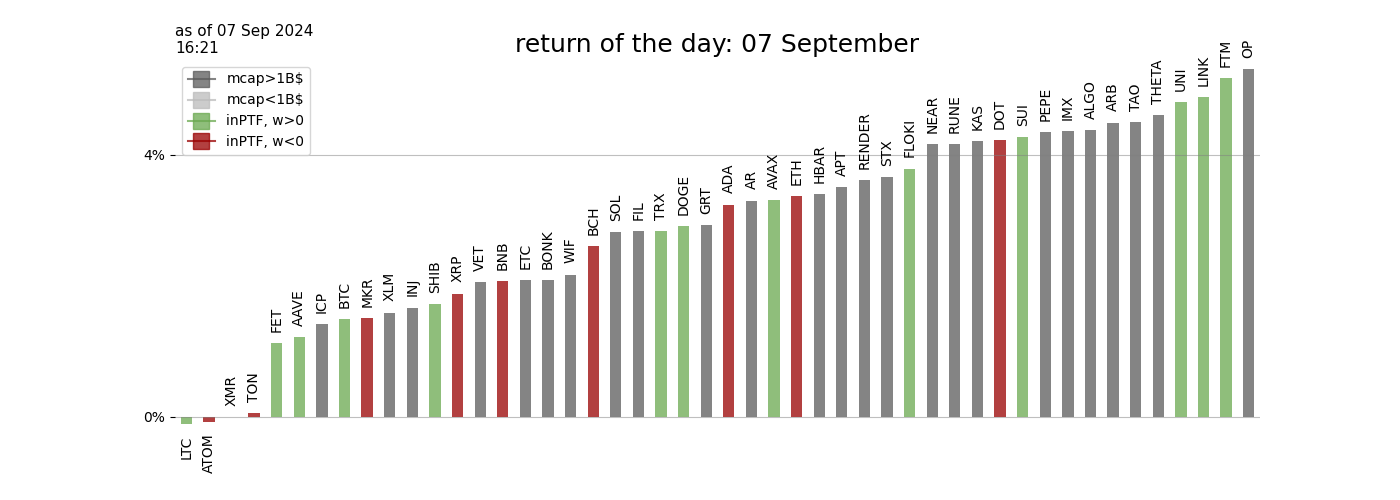 as of 07 Sep 2024
16:21
return of the day: 07 September
mcap>1B$
mcap<1B$
inPTF, w>0
inPTF, w<0
4%
0%
LTC
ATOM
XMR
TON
FET
AAVE
ICP
BTC
MKR
XLM
INJ
SHIB
XRP
VET
BNB
ETC
BONK
WIF
BCH
SOL
FIL
TRX
DOGE
GRT
ADA
AR
AVAX
ETH
HBAR
APT
RENDER
STX
FLOKI
NEAR
RUNE
KAS
DOT
SUI
PEPE
IMX
ALGO
ARB
TAO
THETA
UNI
LINK
FTM
OP